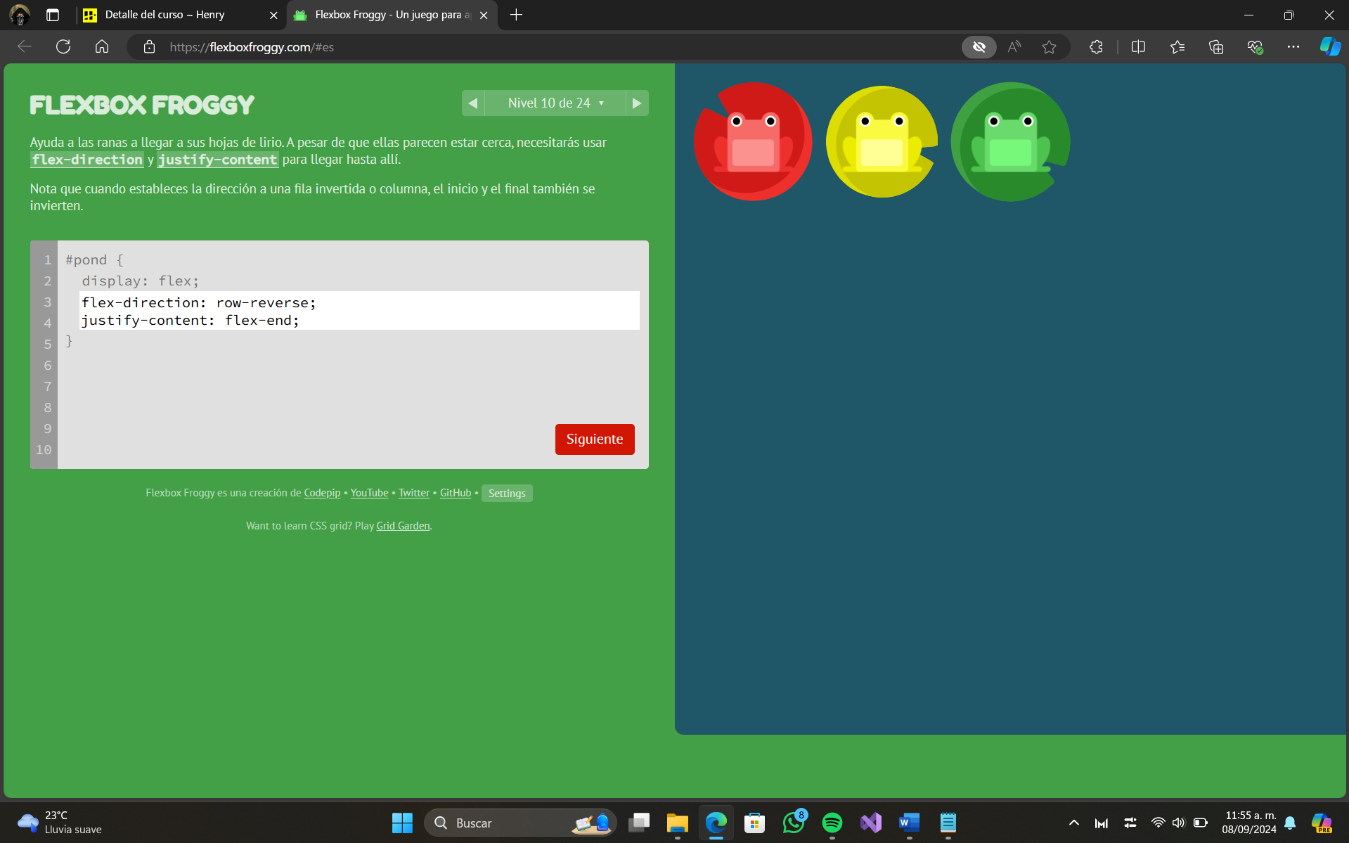 Detalle del curso – Henry
Flexbox Froggy - Un juego para a
https://flexboxfroggy.com/#es
FLEXBOX FROGGY
Nivel 10 de 24
Ayuda a las ranas a llegar a sus hojas de lirio. A pesar de que ellas parecen estar cerca, necesitarás usar
flex-direction y justify-content para llegar hasta allí.
Nota que cuando estableces la dirección a una fila invertida o columna, el inicio y el final también se
invierten.
1 #pond {
2 display: flex;
3 flex-direction: row-reverse;
4 justify-content: flex-end;
5 }
6
7
8
9
10
Siguiente
Flexbox Froggy es una creación de Codepip • YouTube • Twitter • GitHub • Settings
Want to learn CSS grid? Play Grid Garden.
23°C
Lluvia suave
Buscar
8
11:55 a. m.
08/09/2024
PRE